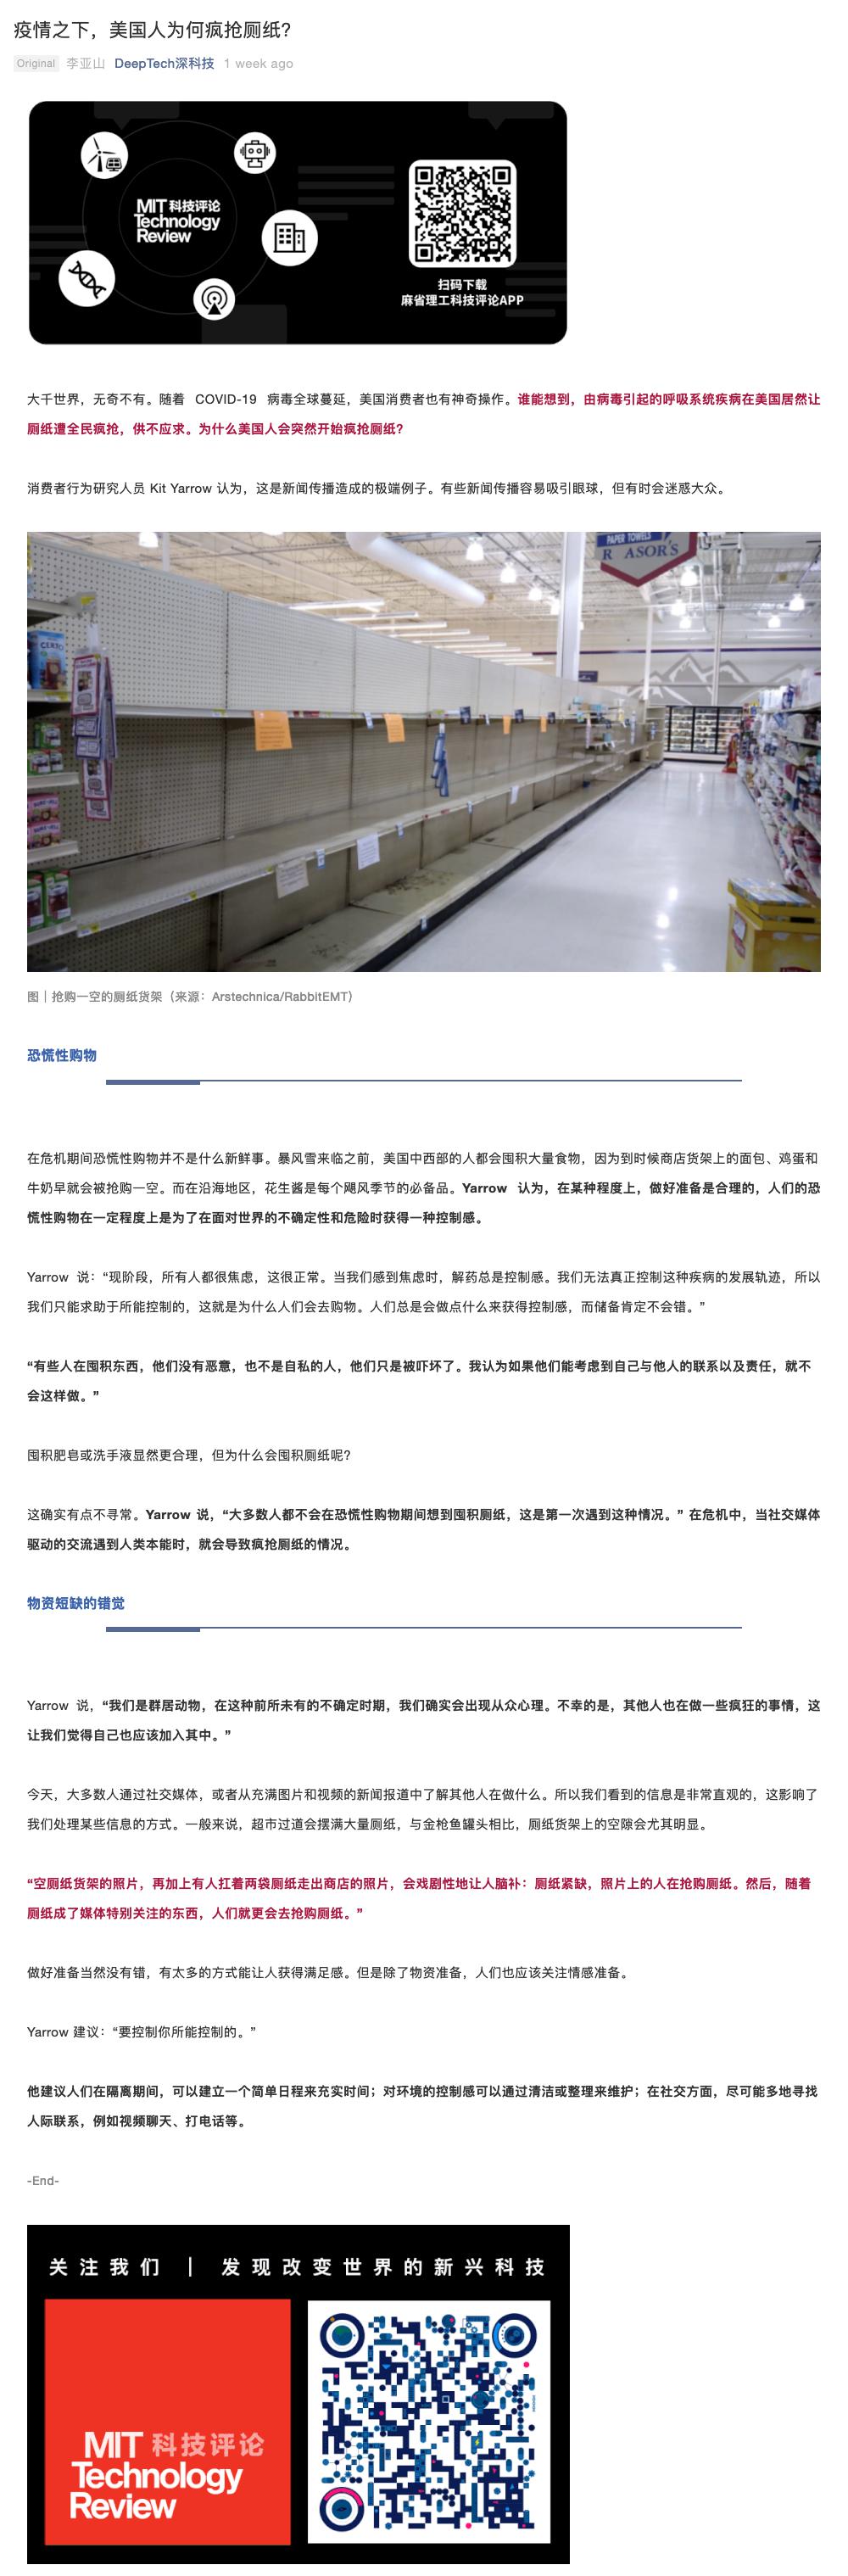 疫情之下，美国人为何疯抢厕纸？
Original 李亚山 DeepTech深科技 1 week ago
MIT 科技评论
Technology
Review
扫码下载
麻省理工科技评论APP
大千世界，无奇不有。随着 COVID-19 病毒全球蔓延，美国消费者也有神奇操作。谁能想到，由病毒引起的呼吸系统疾病在美国居然让
厕纸遭全民疯抢，供不应求。为什么美国人会突然开始疯抢厕纸？
消费者行为研究人员 Kit Yarrow 认为，这是新闻传播造成的极端例子。有些新闻传播容易吸引眼球，但有时会迷惑大众。
PAPER TOWELS
R ASOR'S
CERTO
图｜抢购一空的厕纸货架（来源：Arstechnica/RabbitEMT）
恐慌性购物
在危机期间恐慌性购物并不是什么新鲜事。暴风雪来临之前，美国中西部的人都会囤积大量食物，因为到时候商店货架上的面包、鸡蛋和
牛奶早就会被抢购一空。而在沿海地区，花生酱是每个飓风季节的必备品。Yarrow 认为，在某种程度上，做好准备是合理的，人们的恐
慌性购物在一定程度上是为了在面对世界的不确定性和危险时获得一种控制感。
Yarrow 说：“现阶段，所有人都很焦虑，这很正常。当我们感到焦虑时，解药总是控制感。我们无法真正控制这种疾病的发展轨迹，所以
我们只能求助于所能控制的，这就是为什么人们会去购物。人们总是会做点什么来获得控制感，而储备肯定不会错。”
“有些人在囤积东西，他们没有恶意，也不是自私的人，他们只是被吓坏了。我认为如果他们能考虑到自己与他人的联系以及责任，就不
会这样做。”
囤积肥皂或洗手液显然更合理，但为什么会囤积厕纸呢？
这确实有点不寻常。Yarrow 说，“大多数人都不会在恐慌性购物期间想到囤积厕纸，这是第一次遇到这种情况。” 在危机中，当社交媒体
驱动的交流遇到人类本能时，就会导致疯抢厕纸的情况。
物资短缺的错觉
Yarrow 说，“我们是群居动物，在这种前所未有的不确定时期，我们确实会出现从众心理。不幸的是，其他人也在做一些疯狂的事情，这
让我们觉得自己也应该加入其中。”
今天，大多数人通过社交媒体，或者从充满图片和视频的新闻报道中了解其他人在做什么。所以我们看到的信息是非常直观的，这影响了
我们处理某些信息的方式。一般来说，超市过道会摆满大量厕纸，与金枪鱼罐头相比，厕纸货架上的空隙会尤其明显。
“空厕纸货架的照片，再加上有人扛着两袋厕纸走出商店的照片，会戏剧性地让人脑补：厕纸紧缺，照片上的人在抢购厕纸。然后，随着
厕纸成了媒体特别关注的东西，人们就更会去抢购厕纸。”
做好准备当然没有错，有太多的方式能让人获得满足感。但是除了物资准备，人们也应该关注情感准备。
Yarrow 建议：“要控制你所能控制的。”
他建议人们在隔离期间，可以建立一个简单日程来充实时间；对环境的控制感可以通过清洁或整理来维护；在社交方面，尽可能多地寻找
人际联系，例如视频聊天、打电话等。
-End-
关注我们 | 发现改变世界的新兴科技
MIT 科技评论
Technology
Review